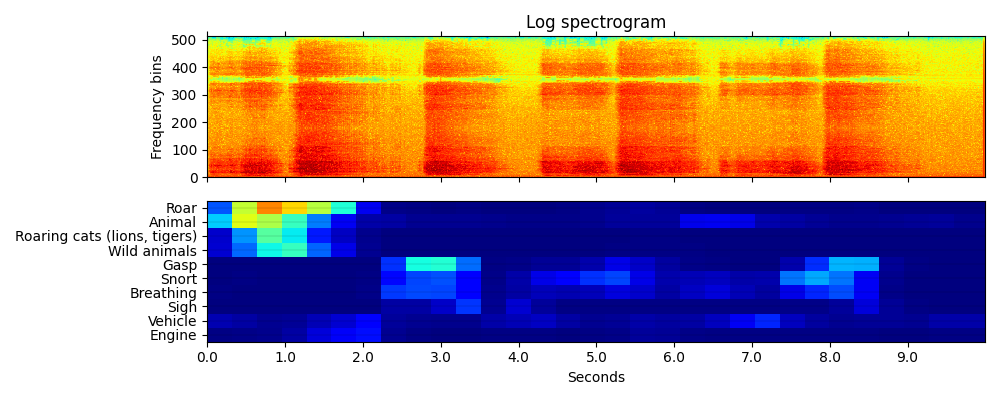 Log spectrogram
500
400
300
200
100
0
Frequency bins
Roar
Animal
Roaring cats (lions, tigers)
Wild animals
Gasp
Snort
Breathing
Sigh
Vehicle
Engine
0.0 1.0 2.0 3.0 4.0 5.0 6.0 7.0 8.0 9.0
Seconds